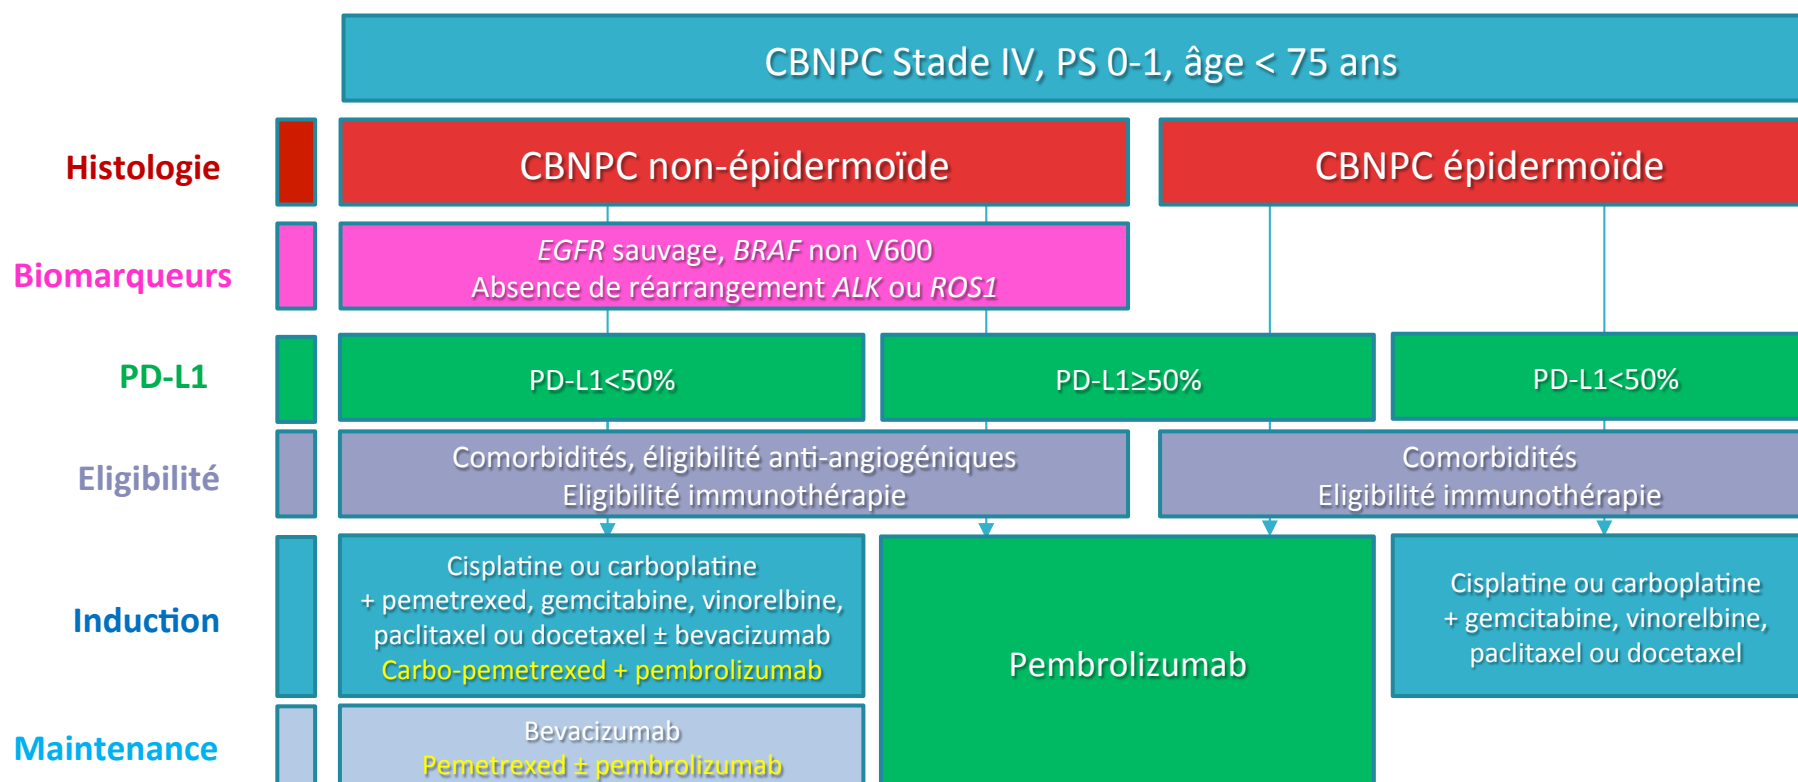 CBNPC Stade IV, PS 0-1, âge < 75 ans
Histologie
CBNPC non-épidermoïde
CBNPC épidermoïde
Biomarqueurs
EGFR sauvage, BRAF non V600
Absence de réarrangement ALK ou ROS1
PD-L1
PD-L1<50%
PD-L1≥50%
PD-L1<50%
Eligibilité
Comorbidités, éligibilité anti-angiogéniques
Eligibilité immunothérapie
Comorbidités
Eligibilité immunothérapie
Induction
Cisplatine ou carboplatine
+ pemetrexed, gemcitabine, vinorelbine,
paclitaxel ou docetaxel ± bevacizumab
Carbo-pemetrexed + pembrolizumab
Pembrolizumab
Cisplatine ou carboplatine
+ gemcitabine, vinorelbine,
paclitaxel ou docetaxel
Maintenance
Bevacizumab
Pemetrexed ± pembrolizumab